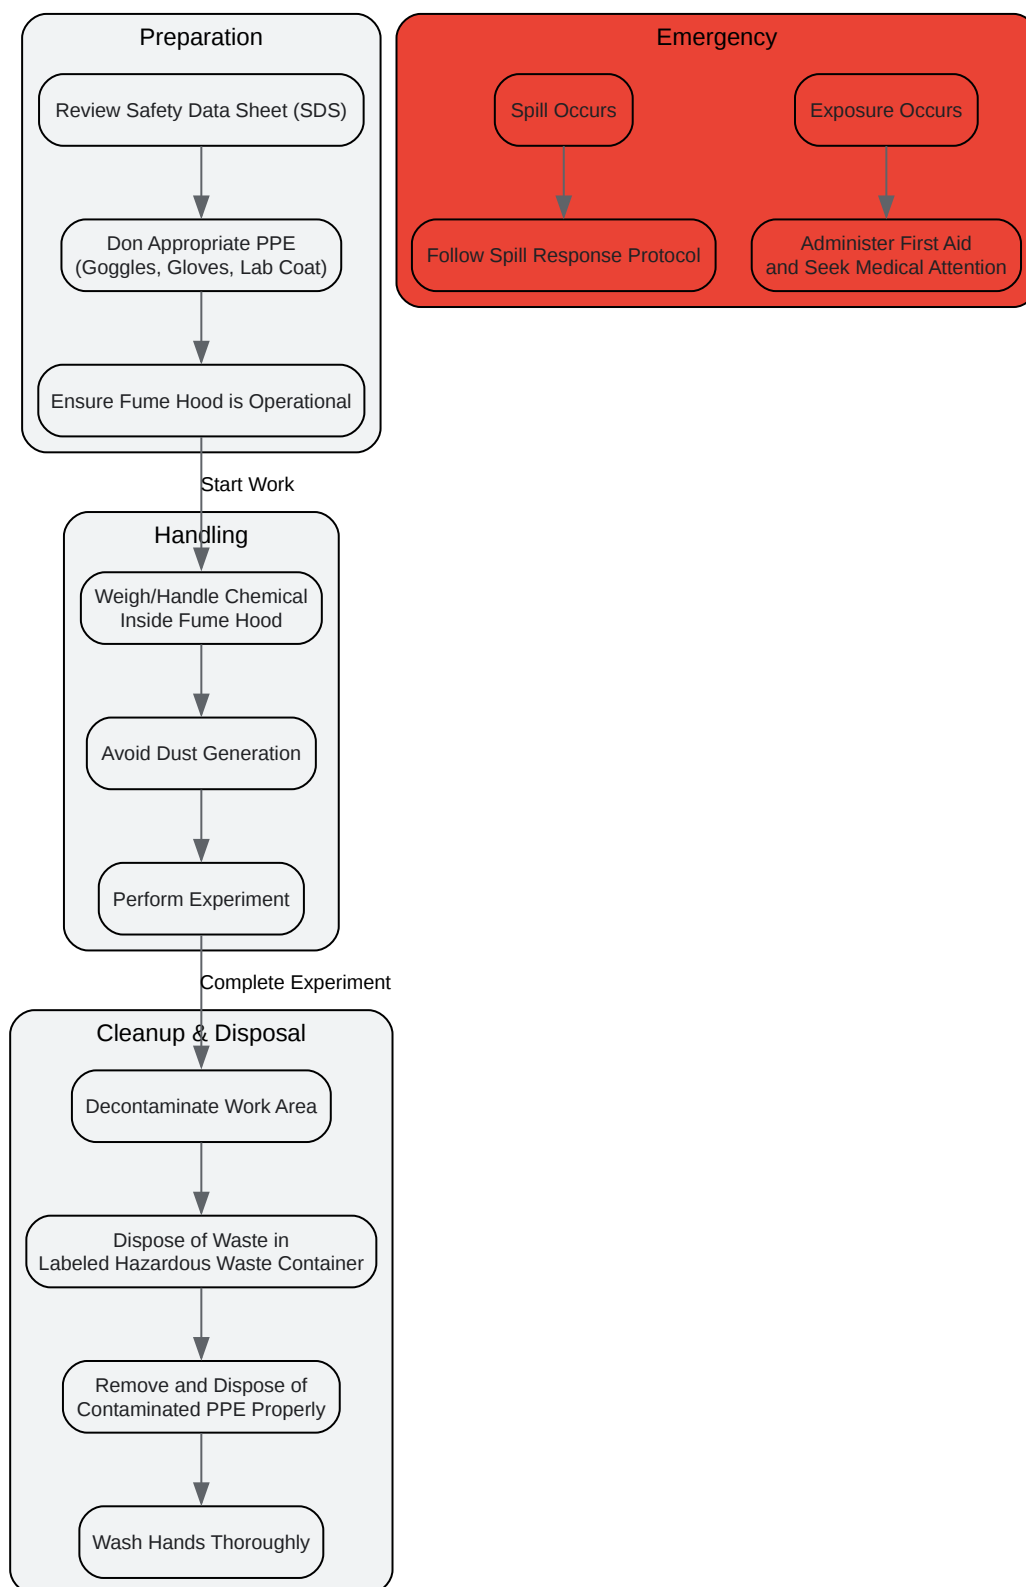 Preparation
Review Safety Data Sheet (SDS)
Don Appropriate PPE
(Goggles, Gloves, Lab Coat)
Ensure Fume Hood is Operational
Emergency
Spill Occurs
Exposure Occurs
Follow Spill Response Protocol
Administer First Aid
and Seek Medical Attention
Start Work
Handling
Weigh/Handle Chemical
Inside Fume Hood
Avoid Dust Generation
Perform Experiment
Complete Experiment
Cleanup & Disposal
Decontaminate Work Area
Dispose of Waste in
Labeled Hazardous Waste Container
Remove and Dispose of
Contaminated PPE Properly
Wash Hands Thoroughly